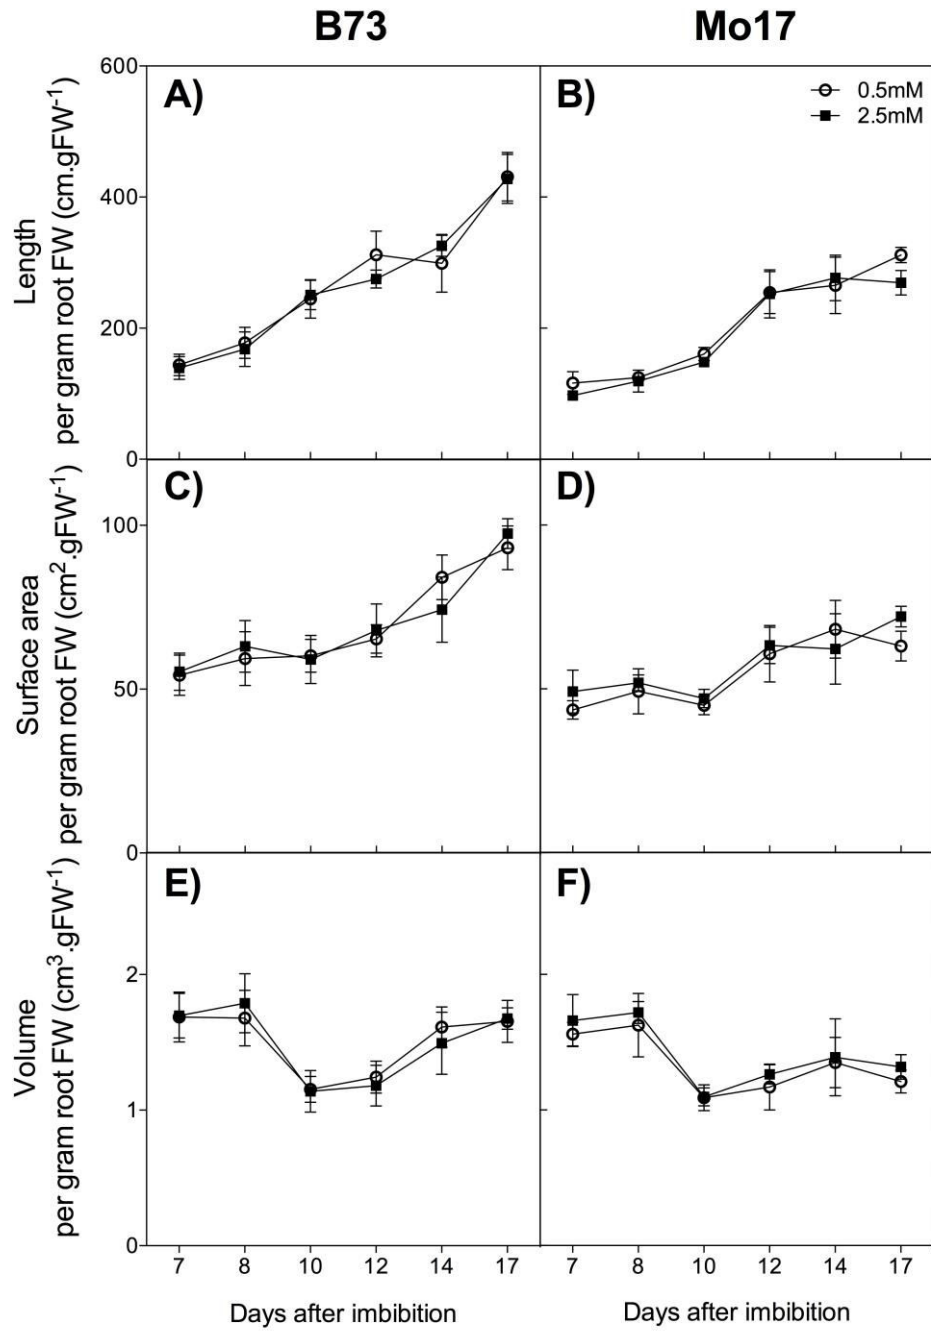 B73
Mo17
A)
B)
0.5mM
2.5mM
Length
per gram root FW (cm.gFW⁻¹)
600
400
200
0
C)
D)
Surface area
per gram root FW (cm².gFW⁻¹)
100
50
0
E)
F)
Volume
per gram root FW (cm³.gFW⁻¹)
2
1
0
7 8 10 12 14 17
7 8 10 12 14 17
Days after imbibition
Days after imbibition